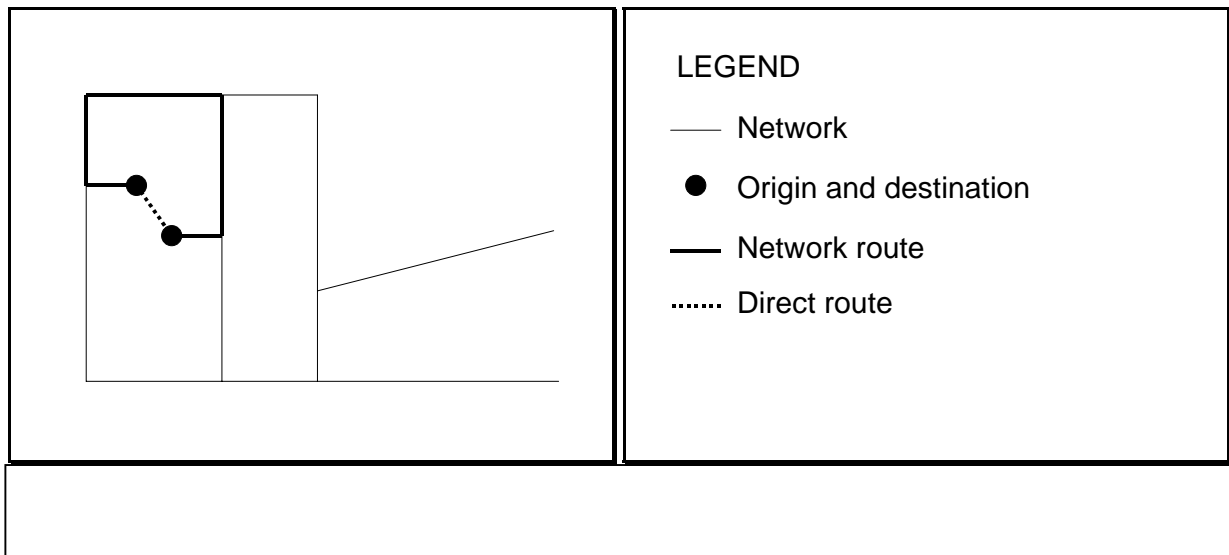 LEGEND
Network
Origin and destination
Network route
Direct route